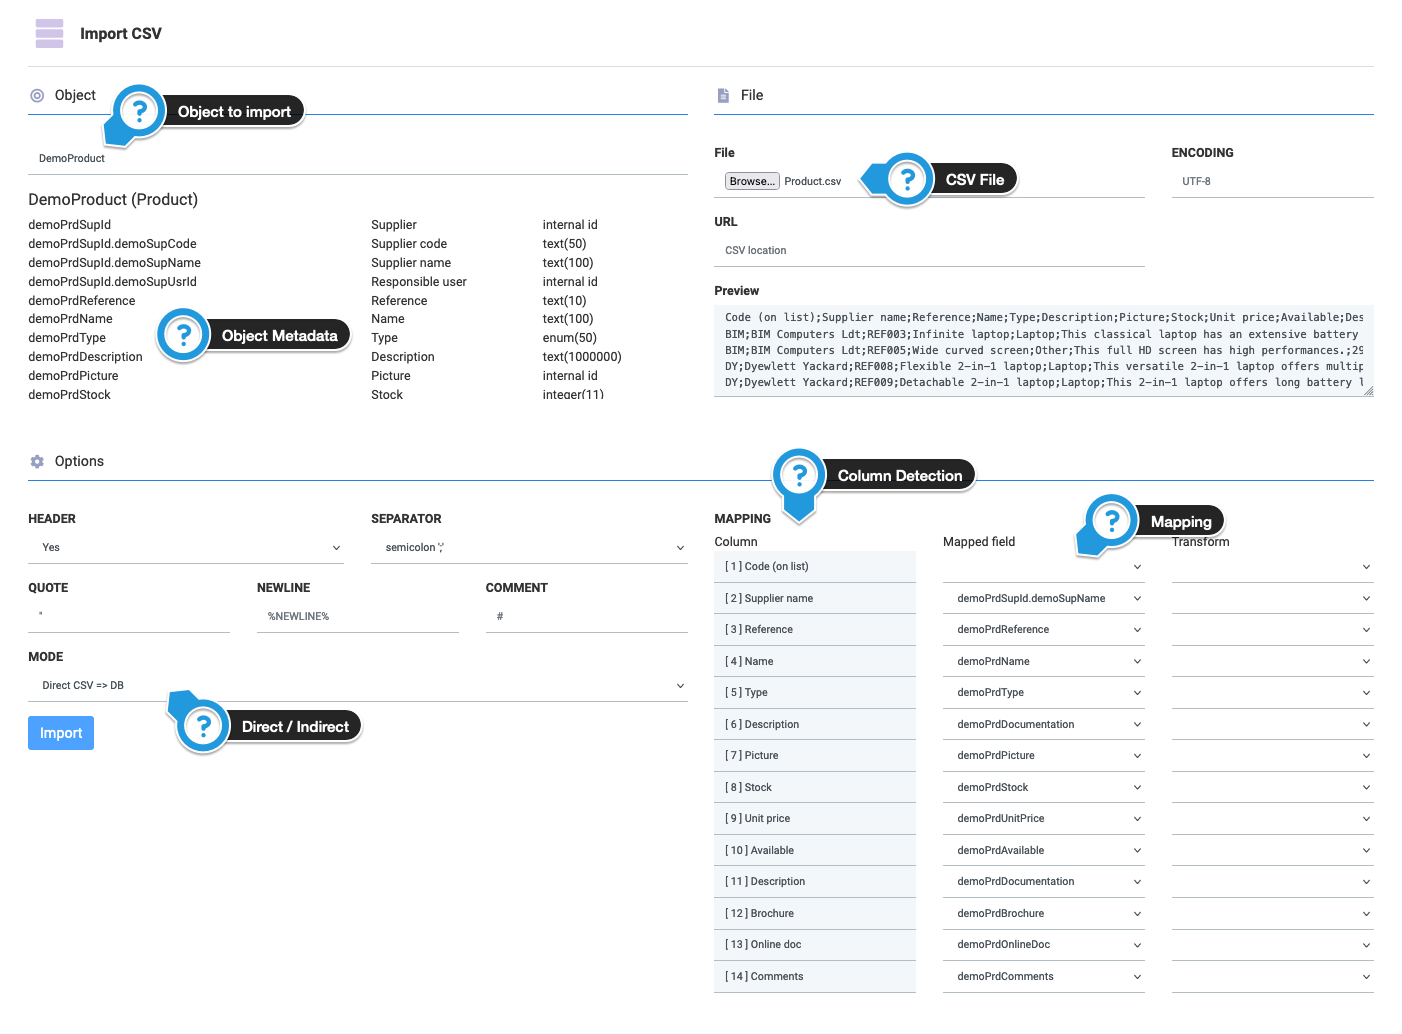 Import CSV
Object
? Object to import
DemoProduct
DemoProduct (Product)
demoPrdSupId Supplier internal id
demoPrdSupId.demoSupCode Supplier code text(50)
demoPrdSupId.demoSupName Supplier name text(100)
demoPrdSupId.demoSupUsrId Responsible user internal id
demoPrdReference Reference text(10)
demoPrdName Name text(100)
? Object Metadata
demoPrdType Type enum(50)
demoPrdDescription Description text(1000000)
demoPrdPicture Picture internal id
demoPrdStock Stock integer(11)
File
File ENCODING
Browse... Product.csv UTF-8
? CSV File
URL
CSV location
Preview
Code (on list);Supplier name;Reference;Name;Type;Description;Picture;Stock;Unit price;Available;Des
BIM;BIM Computers Ldt;REF003;Infinite laptop;Laptop;This classical laptop has an extensive battery
BIM;BIM Computers Ldt;REF005;Wide curved screen;Other;This full HD screen has high performances.;29
DY;Dyewlett Yackard;REF008;Flexible 2-in-1 laptop;Laptop;This versatile 2-in-1 laptop offers multip
DY;Dyewlett Yackard;REF009;Detachable 2-in-1 laptop;Laptop;This 2-in-1 laptop offers long battery l
Options
HEADER SEPARATOR
Yes semicolon ';'
QUOTE NEWLINE COMMENT
" %NEWLINE% #
MODE
Direct CSV => DB
? Direct / Indirect
Import
? Column Detection
MAPPING
? Mapping
Column Mapped field Transform
[ 1 ] Code (on list)
[ 2 ] Supplier name demoPrdSupId.demoSupName
[ 3 ] Reference demoPrdReference
[ 4 ] Name demoPrdName
[ 5 ] Type demoPrdType
[ 6 ] Description demoPrdDocumentation
[ 7 ] Picture demoPrdPicture
[ 8 ] Stock demoPrdStock
[ 9 ] Unit price demoPrdUnitPrice
[ 10 ] Available demoPrdAvailable
[ 11 ] Description demoPrdDocumentation
[ 12 ] Brochure demoPrdBrochure
[ 13 ] Online doc demoPrdOnlineDoc
[ 14 ] Comments demoPrdComments